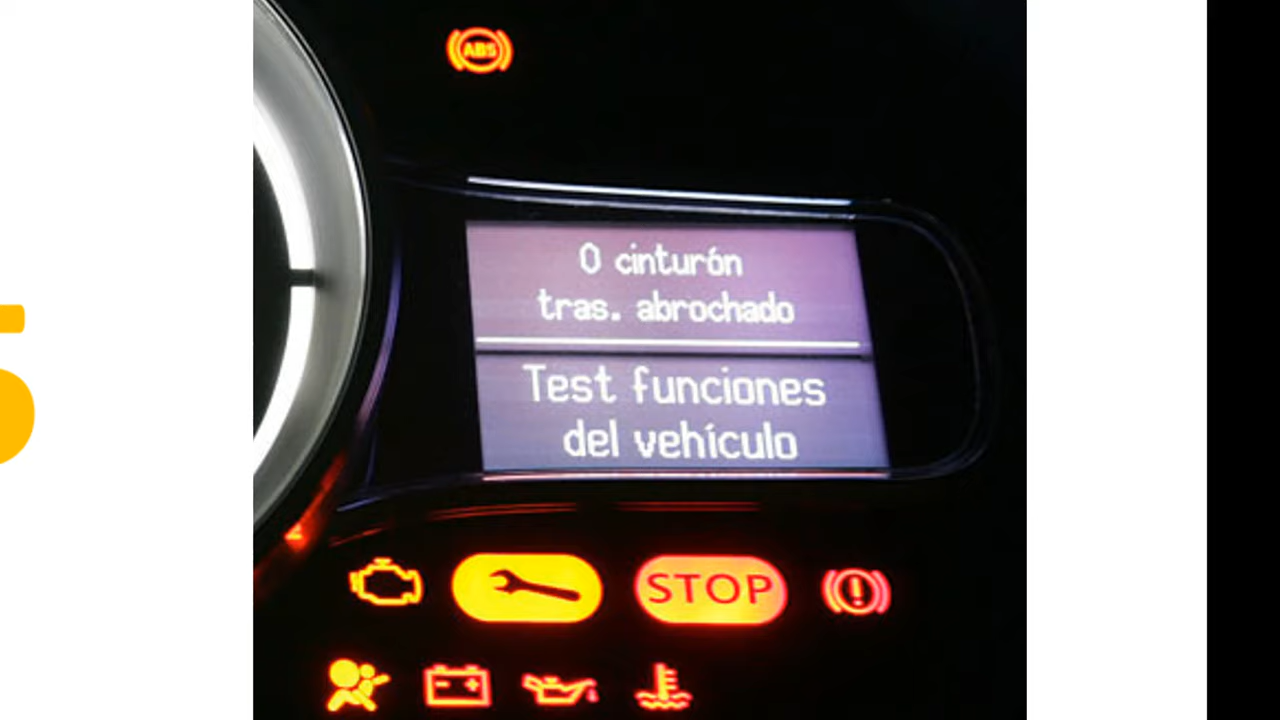 ABS
0 cinturón
tras. abrochado
Test funciones
del vehículo
STOP